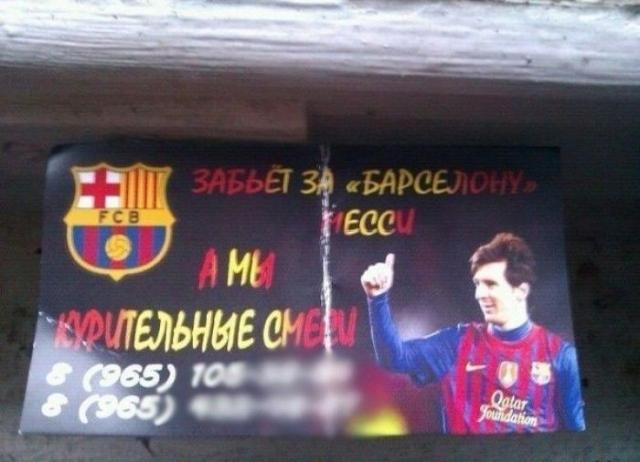 FCB
ЗАБЬЁТ ЗА «БАРСЕЛОНУ»
МЕССИ
А МЫ
КУРИТЕЛЬНЫЕ СМЕСИ
8 (965)
8 (965)
Qatar
Foundation